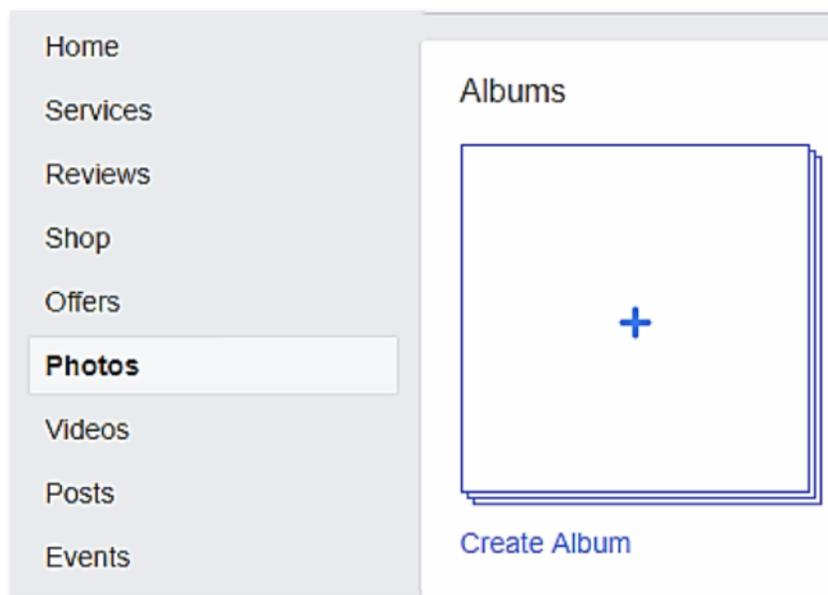 Home
Services
Reviews
Shop
Offers
Photos
Videos
Posts
Events
Albums
Create Album